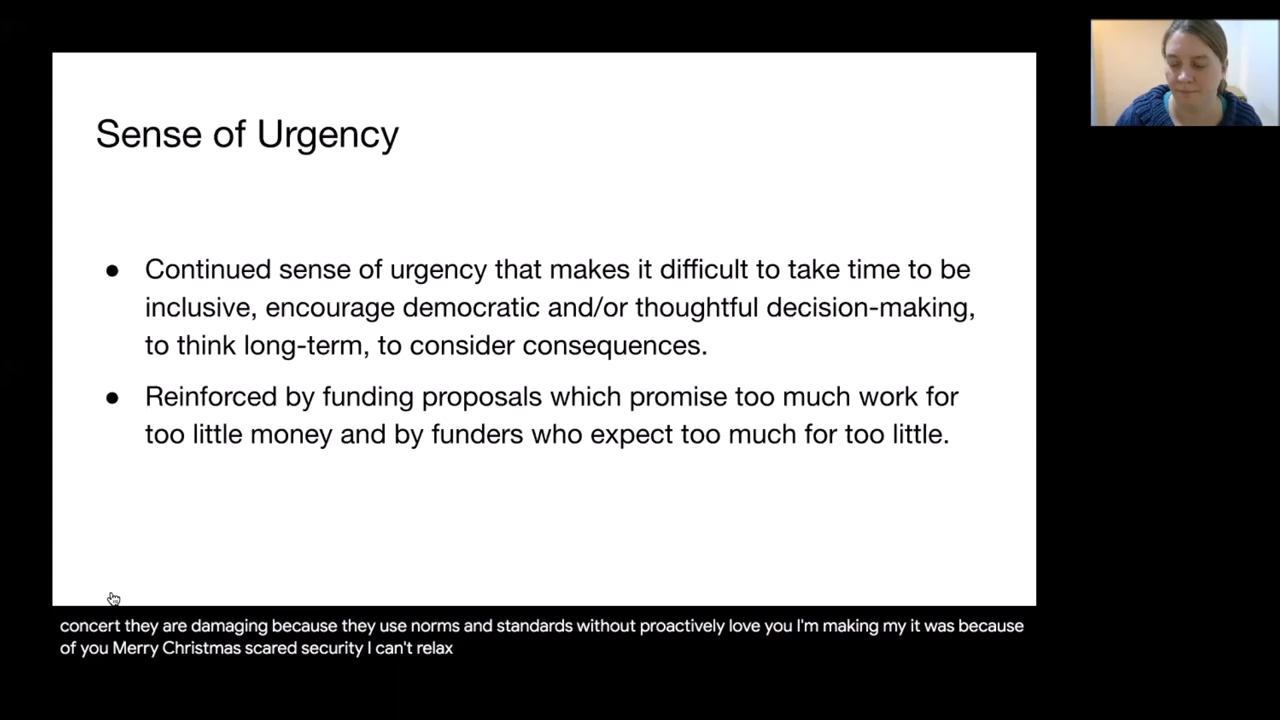 Sense of Urgency
● Continued sense of urgency that makes it difficult to take time to be
inclusive, encourage democratic and/or thoughtful decision-making,
to think long-term, to consider consequences.
● Reinforced by funding proposals which promise too much work for
too little money and by funders who expect too much for too little.
concert they are damaging because they use norms and standards without proactively love you I'm making my it was because
of you Merry Christmas scared security I can't relax